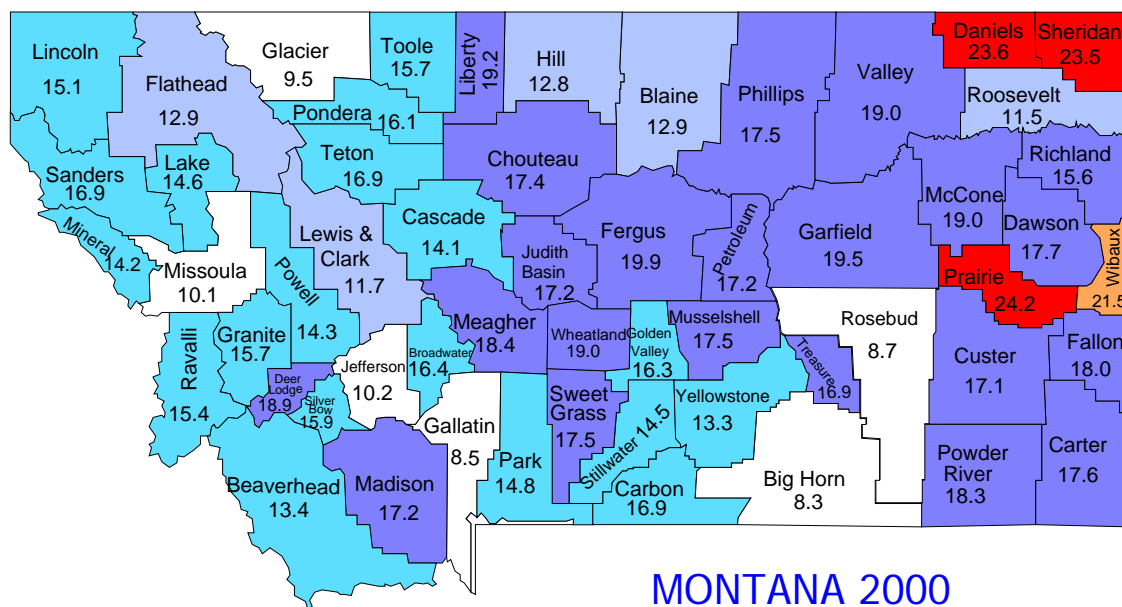 Lincoln
15.1
Flathead
12.9
Glacier
9.5
Toole
15.7
Liberty
19.2
Hill
12.8
Blaine
12.9
Phillips
17.5
Valley
19.0
Daniels
23.6
Sheridan
23.5
Roosevelt
11.5
Pondera
16.1
Teton
16.9
Chouteau
17.4
Sanders
16.9
Lake
14.6
Mineral
14.2
Missoula
10.1
Powell
14.3
Lewis &
Clark
11.7
Cascade
14.1
Judith
Basin
17.2
Fergus
19.9
Petroleum
17.2
Garfield
19.5
McCone
19.0
Richland
15.6
Dawson
17.7
Wibaux
21.5
Prairie
24.2
Ravalli
15.4
Granite
15.7
Deer
Lodge
18.9
Silver
Bow
15.9
Jefferson
10.2
Broadwater
16.4
Meagher
18.4
Wheatland
19.0
Golden
Valley
16.3
Musselshell
17.5
Treasure
16.9
Rosebud
8.7
Custer
17.1
Fallon
18.0
Beaverhead
13.4
Madison
17.2
Gallatin
8.5
Park
14.8
Sweet
Grass
17.5
Stillwater 14.5
Yellowstone
13.3
Carbon
16.9
Big Horn
8.3
Powder
River
18.3
Carter
17.6
MONTANA 2000